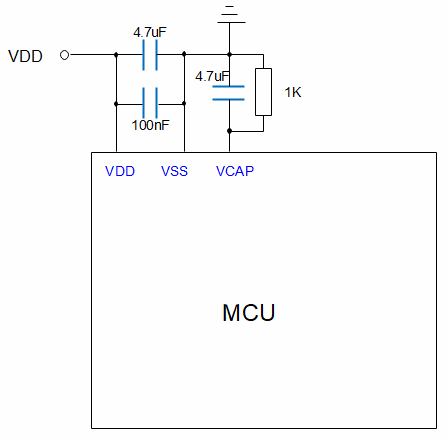 4.7uF
VDD
4.7uF
1K
100nF
VDD VSS VCAP
MCU